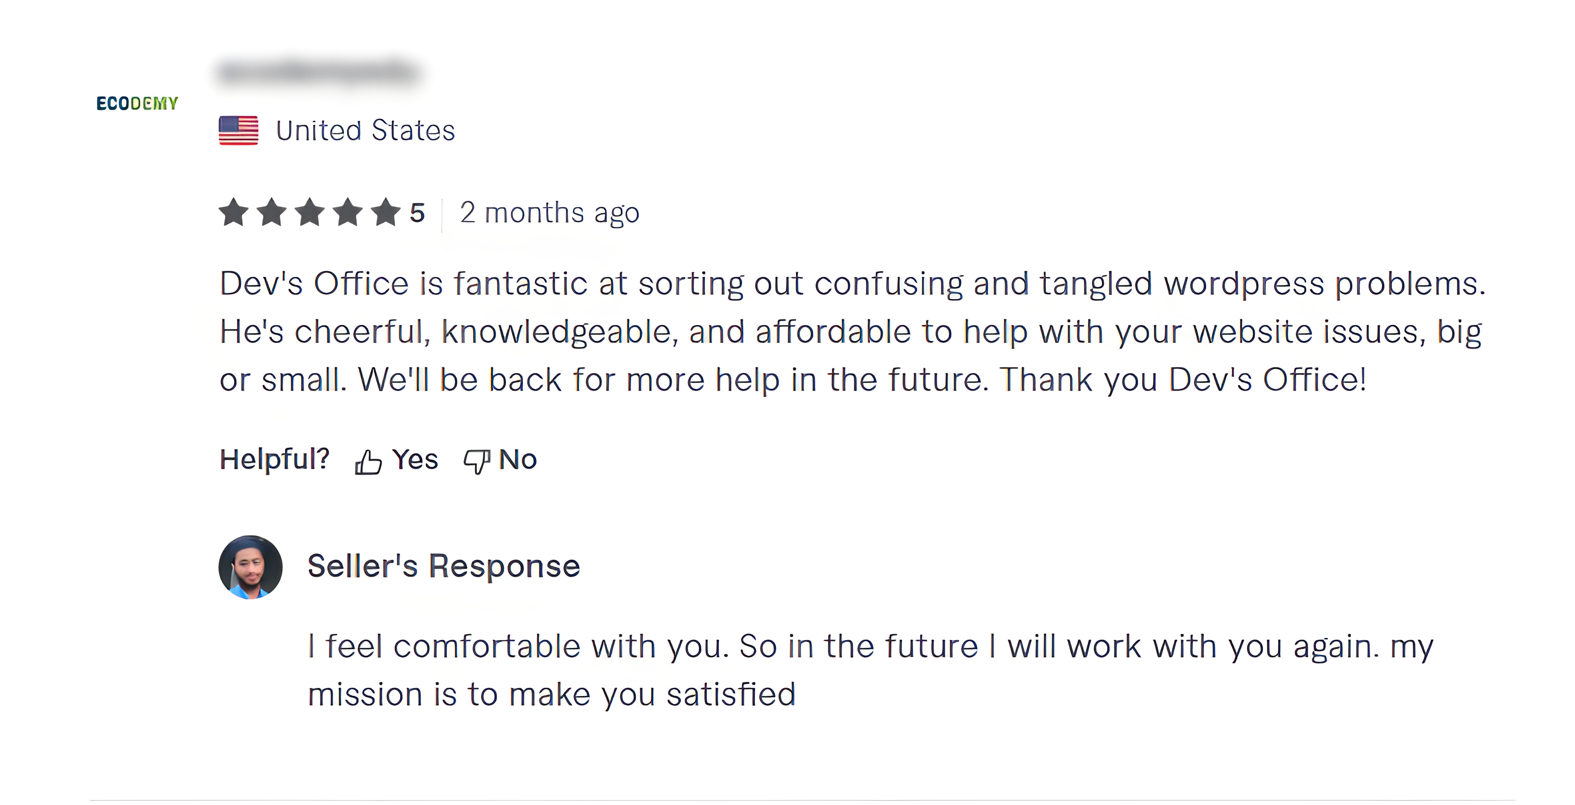 ECODEMY
United States
5 2 months ago
Dev's Office is fantastic at sorting out confusing and tangled wordpress problems.
He's cheerful, knowledgeable, and affordable to help with your website issues, big
or small. We'll be back for more help in the future. Thank you Dev's Office!
Helpful? Yes No
Seller's Response
I feel comfortable with you. So in the future I will work with you again. my
mission is to make you satisfied